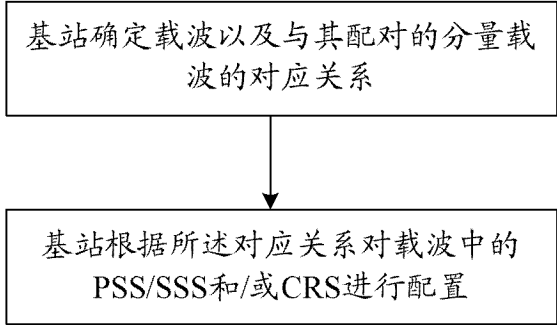 基站确定载波以及与其配对的分量载
波的对应关系
基站根据所述对应关系对载波中的
PSS/SSS和/或CRS进行配置